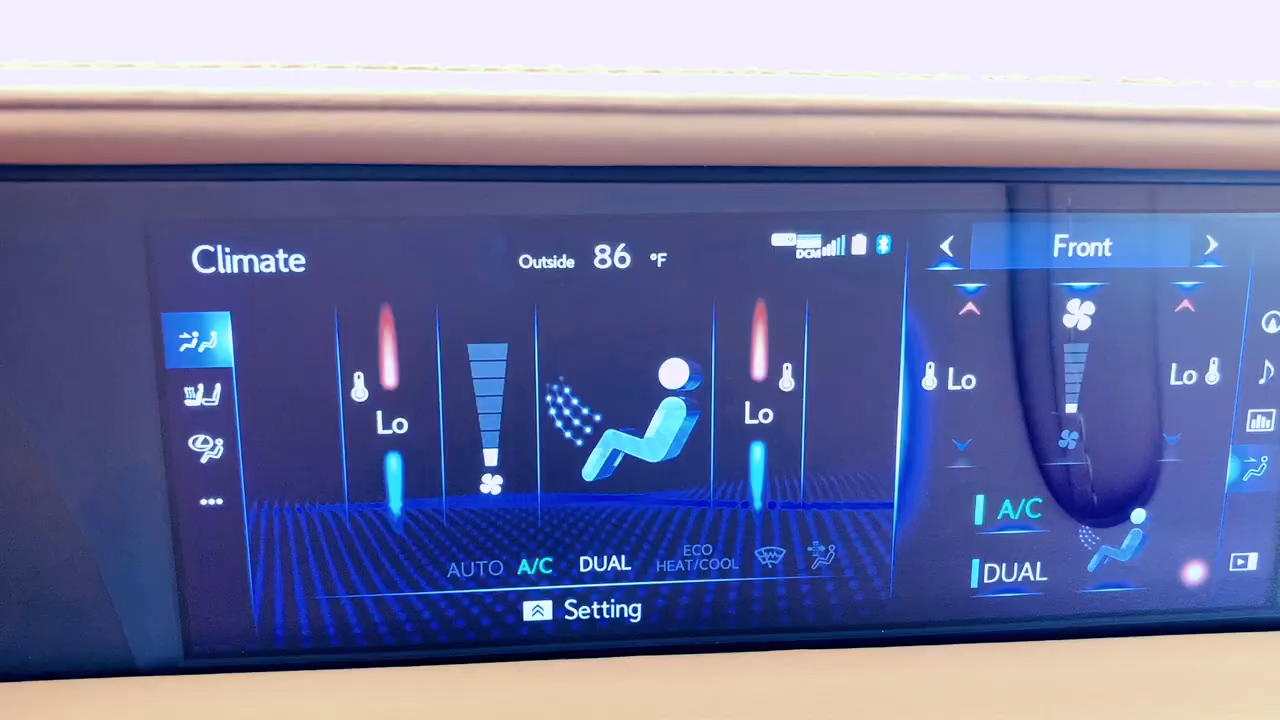 Climate
Outside 86 °F
DCM
Front
Lo
Lo
Lo
Lo
A/C
DUAL
AUTO A/C DUAL ECO HEAT/COOL
Setting